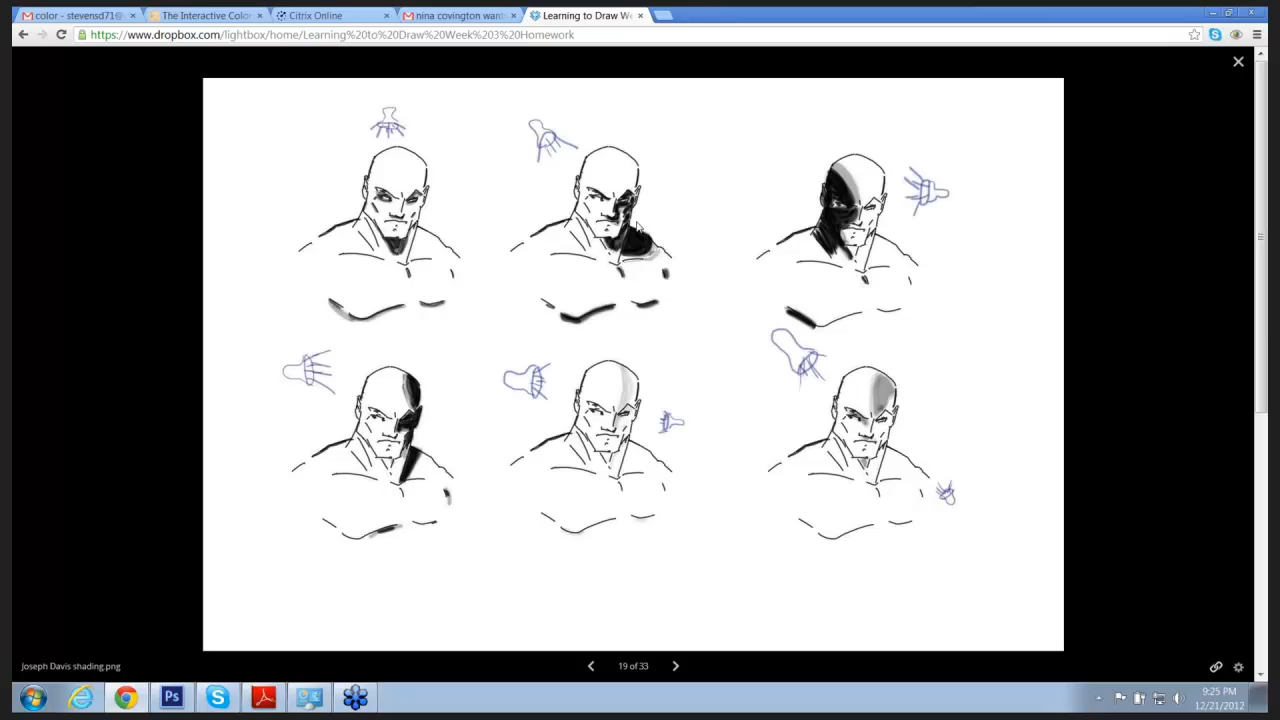 color - stevensd71@
The Interactive Color
Citrix Online
nina covington want
Learning to Draw We
https://www.dropbox.com/lightbox/home/Learning%20to%20Draw%20Week%203%20Homework
Joseph Davis shading.png
19 of 33
Ps
9:25 PM
12/21/2012